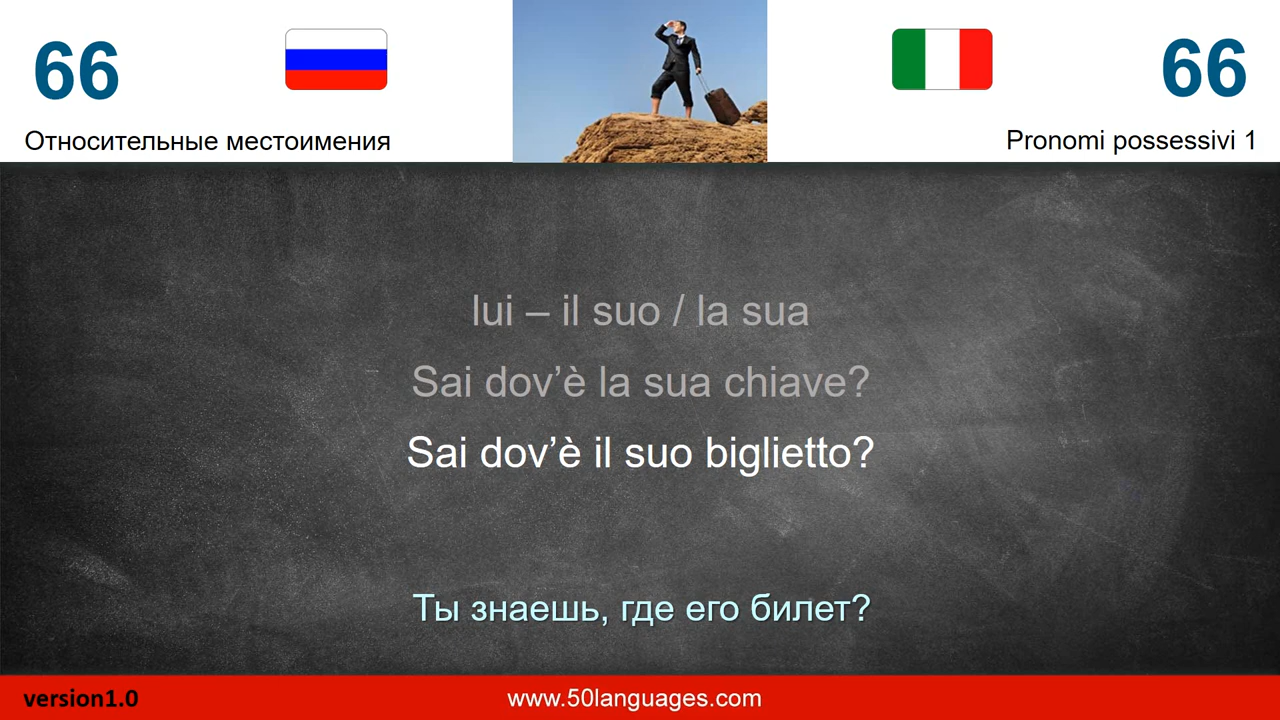 66
66
Относительные местоимения
Pronomi possessivi 1
lui – il suo / la sua
Sai dov’è la sua chiave?
Sai dov’è il suo biglietto?
Ты знаешь, где его билет?
version1.0
www.50languages.com